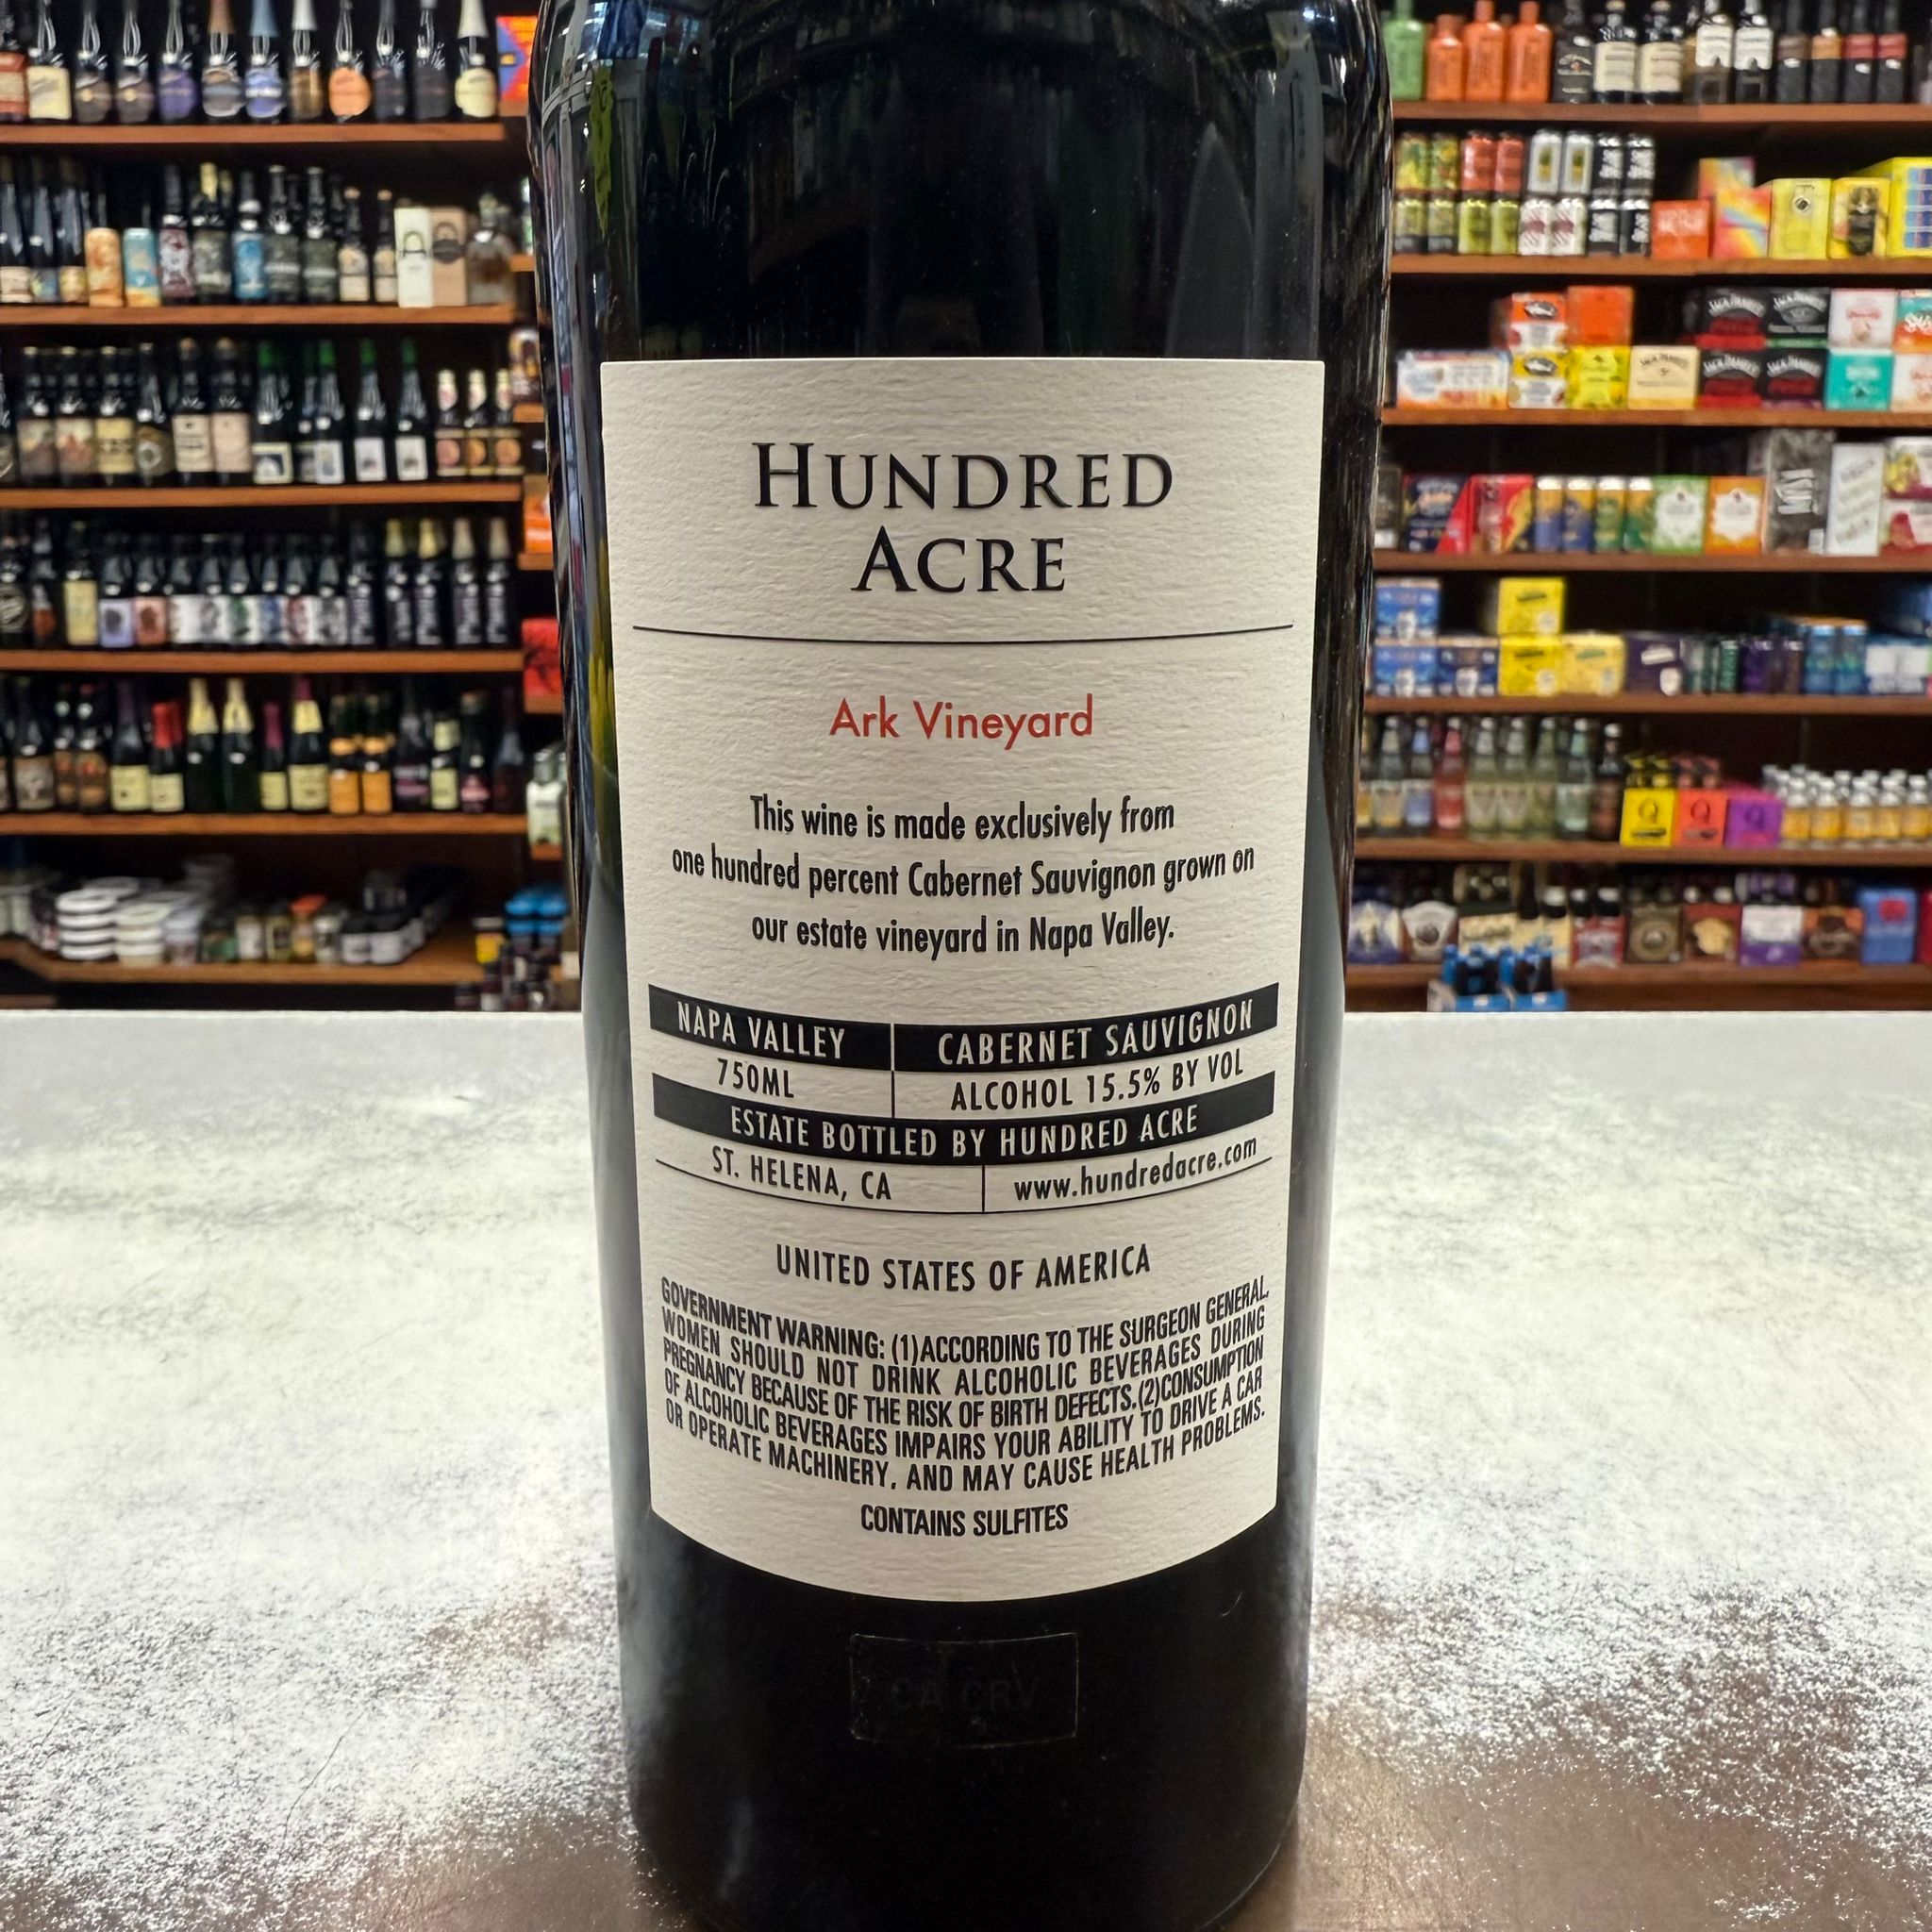 HUNDRED
ACRE
Ark Vineyard
This wine is made exclusively from
one hundred percent Cabernet Sauvignon grown on
our estate vineyard in Napa Valley.
NAPA VALLEY CABERNET SAUVIGNON
750ML ALCOHOL 15.5% BY VOL
ESTATE BOTTLED BY HUNDRED ACRE
ST. HELENA, CA www.hundredacre.com
UNITED STATES OF AMERICA
GOVERNMENT WARNING: (1)ACCORDING TO THE SURGEON GENERAL,
WOMEN SHOULD NOT DRINK ALCOHOLIC BEVERAGES DURING
PREGNANCY BECAUSE OF THE RISK OF BIRTH DEFECTS.(2)CONSUMPTION
OF ALCOHOLIC BEVERAGES IMPAIRS YOUR ABILITY TO DRIVE A CAR
OR OPERATE MACHINERY, AND MAY CAUSE HEALTH PROBLEMS.
CONTAINS SULFITES
CA CRV